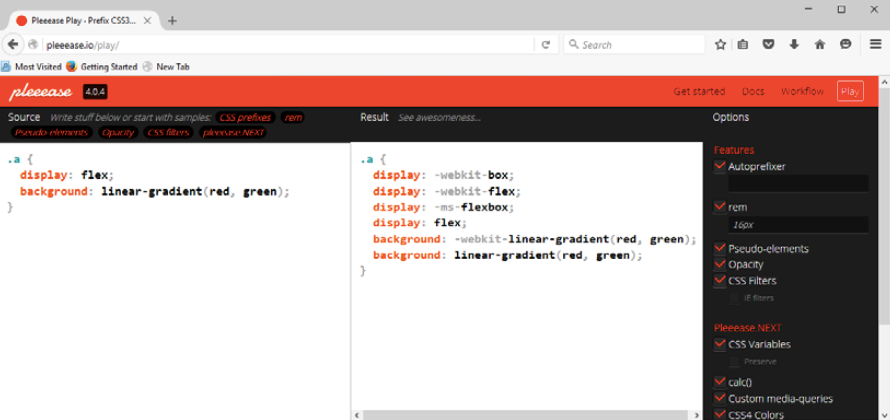 Pleeease Play - Prefix CSS3...
pleeease.io/play/
Search
Most Visited Getting Started New Tab
pleeease 4.0.4 Get started Docs Workflow Play
Source Write stuff below or start with samples: CSS prefixes rem
Pseudo-elements Opacity CSS filters pleeease NEXT
.a {
display: flex;
background: linear-gradient(red, green);
}
Result See awesomeness...
.a {
display: -webkit-box;
display: -webkit-flex;
display: -ms-flexbox;
display: flex;
background: -webkit-linear-gradient(red, green);
background: linear-gradient(red, green);
}
Options
Features
Autoprefixer
rem
16px
Pseudo-elements
Opacity
CSS Filters
IE filters
Pleeease NEXT
CSS Variables
Preserve
calc()
Custom media-queries
CSS4 Colors